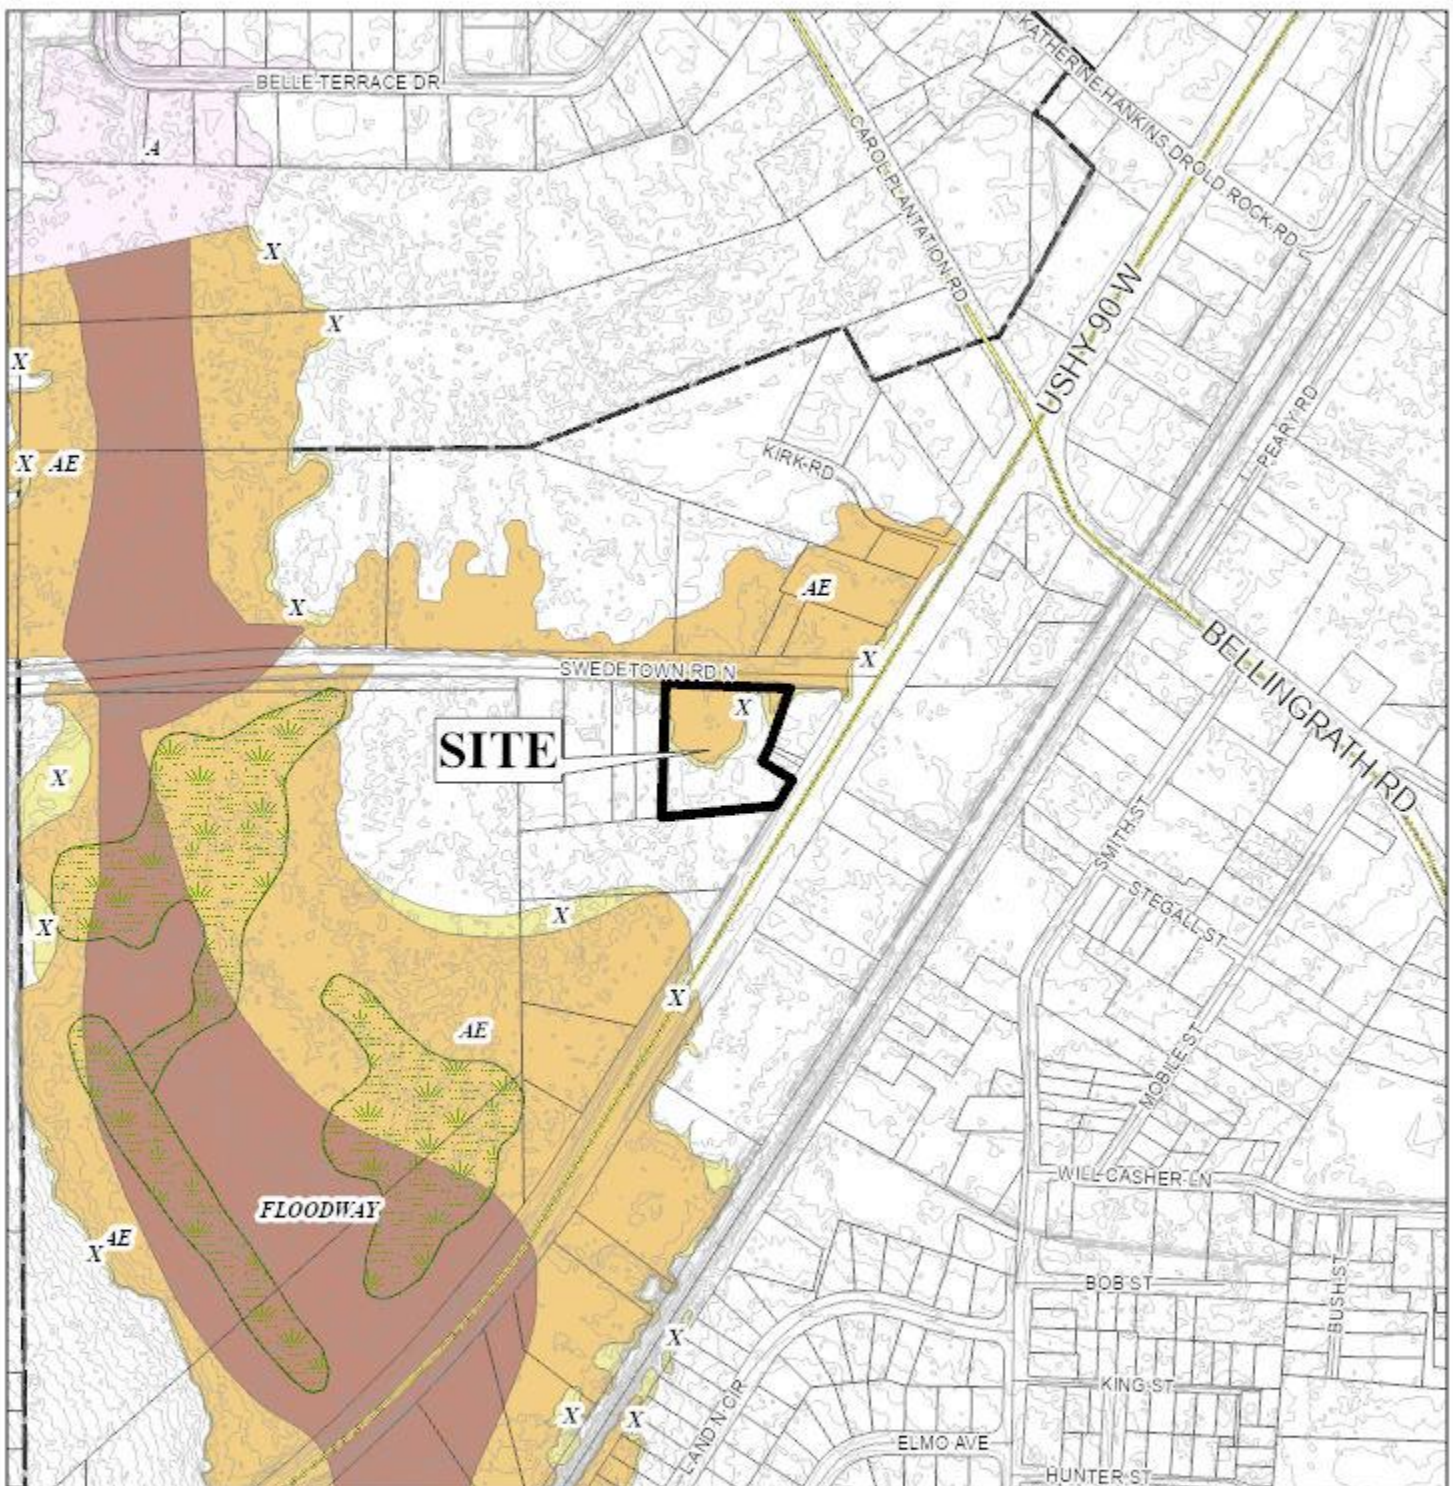 KATHERINE HANKINS DR
OLD ROCK RD
BELLE TERRACE DR
A
CAROL PLANTATION RD
X
USHY 90 W
X
X
PEARY RD
X
AE
KIRK RD
AE
X
X
SWEDETOWN RD N
BELLINGRATH RD
X
SITE
X
SMITH ST
STEGALL ST
X
X
X
AE
MOBILE ST
WILL CASHER LN
FLOODWAY
AE
X
BOB ST
BUSH ST
X
KING ST
X
X
ELMO AVE
HUNTER ST